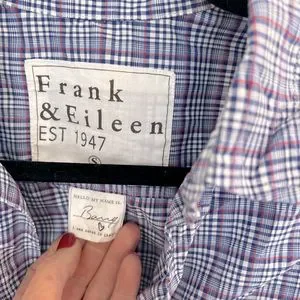 Frank
&Eileen
EST 1947
S
HELLO MY NAME IS:
Barry